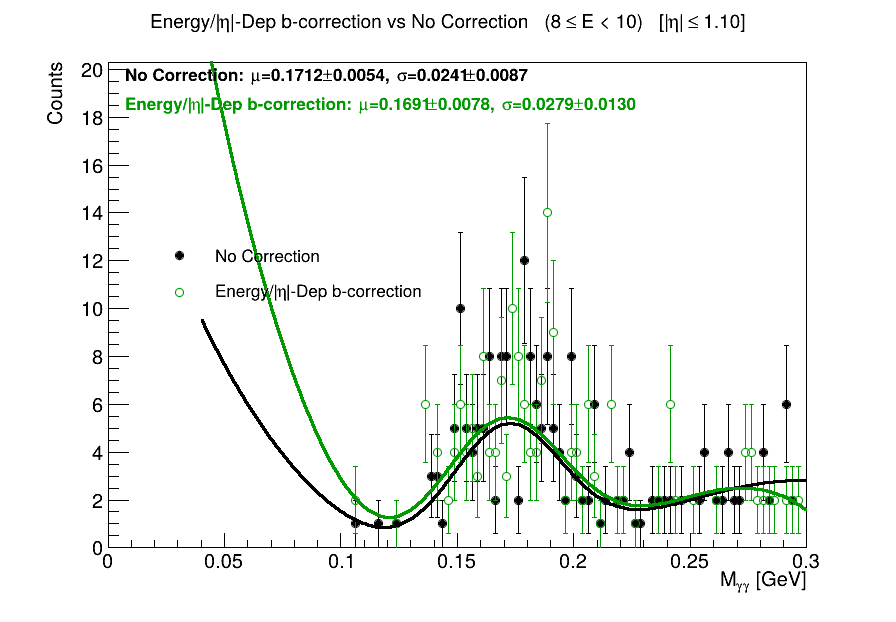 Energy/|η|-Dep b-correction vs No Correction (8 ≤ E < 10) [|η| ≤ 1.10]
Counts
No Correction: μ=0.1712±0.0054, σ=0.0241±0.0087
Energy/|η|-Dep b-correction: μ=0.1691±0.0078, σ=0.0279±0.0130
No Correction
Energy/|η|-Dep b-correction
20
18
16
14
12
10
8
6
4
2
0
0 0.05 0.1 0.15 0.2 0.25 0.3
Mγγ [GeV]